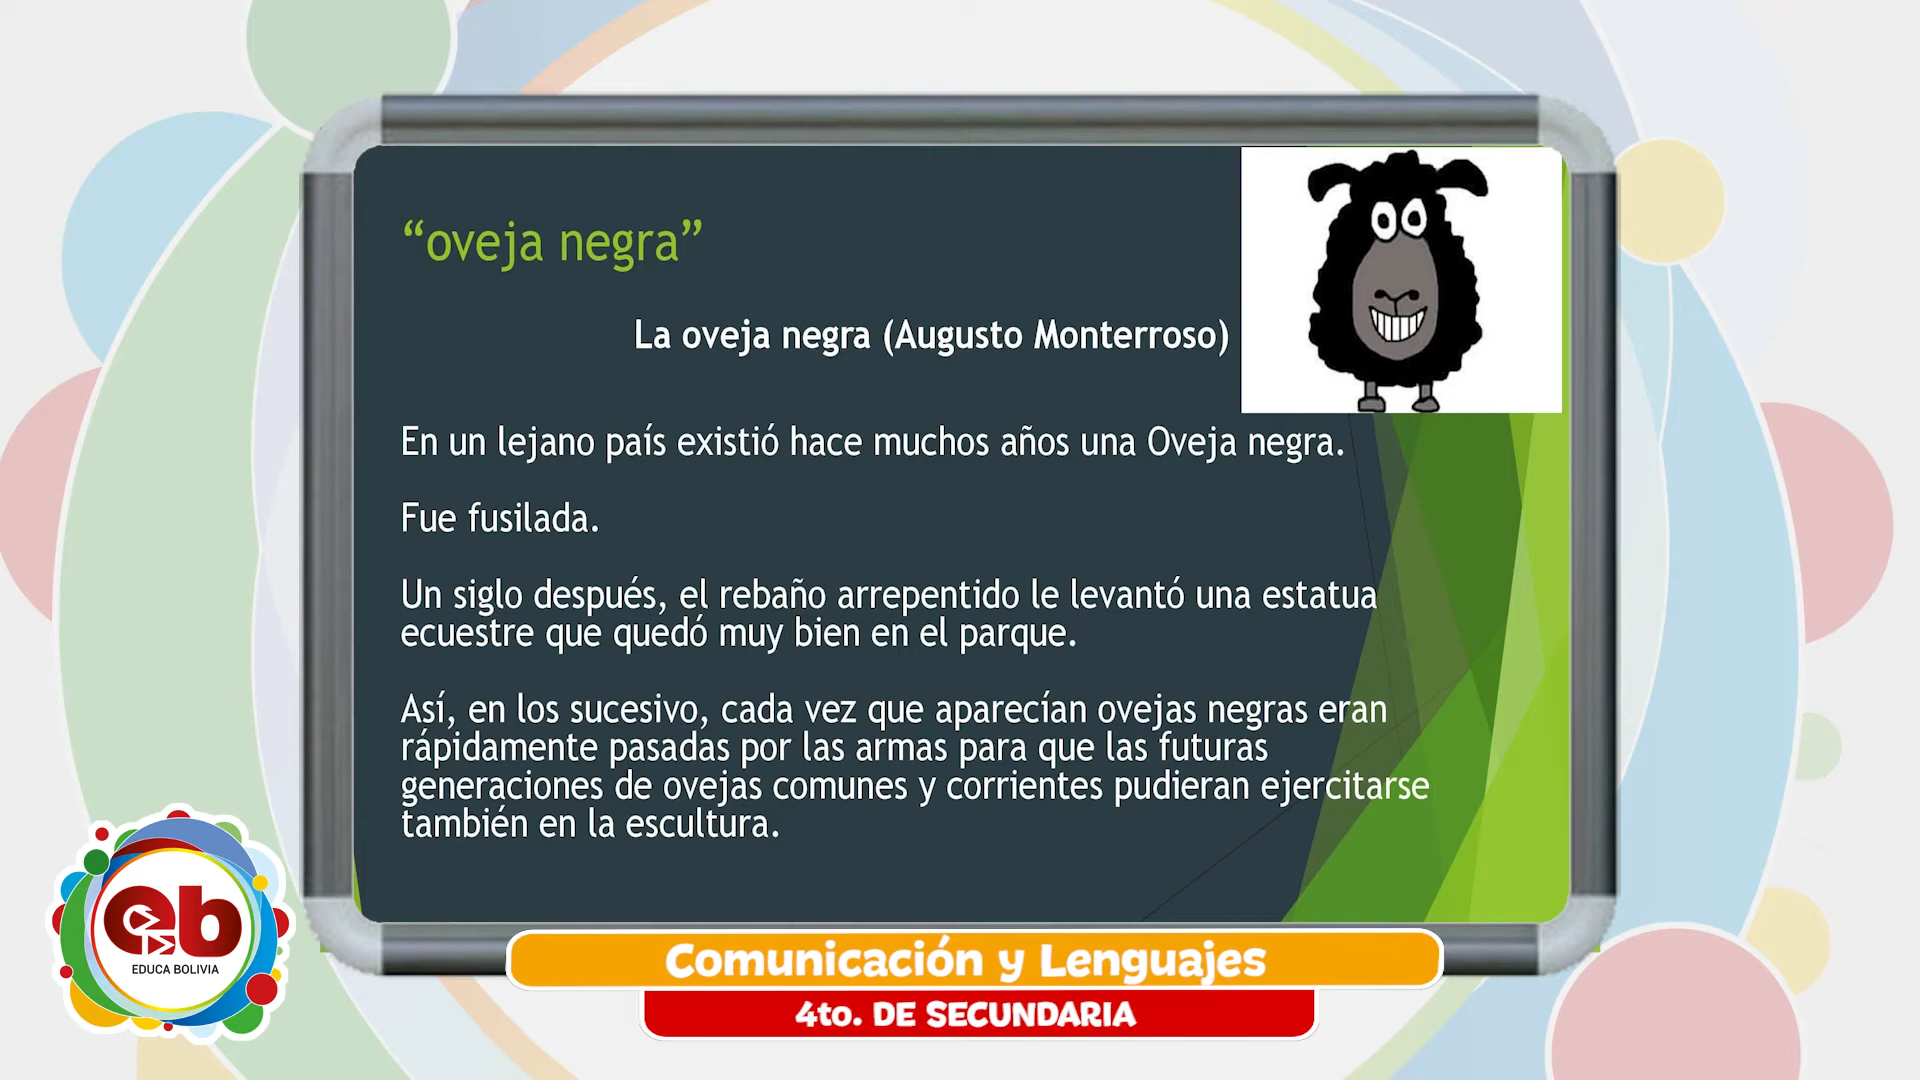 “oveja negra”
La oveja negra (Augusto Monterroso)
En un lejano país existió hace muchos años una Oveja negra.
Fue fusilada.
Un siglo después, el rebaño arrepentido le levantó una estatua
ecuestre que quedó muy bien en el parque.
Así, en los sucesivo, cada vez que aparecían ovejas negras eran
rápidamente pasadas por las armas para que las futuras
generaciones de ovejas comunes y corrientes pudieran ejercitarse
también en la escultura.
eb
EDUCA BOLIVIA
Comunicación y Lenguajes
4to. DE SECUNDARIA